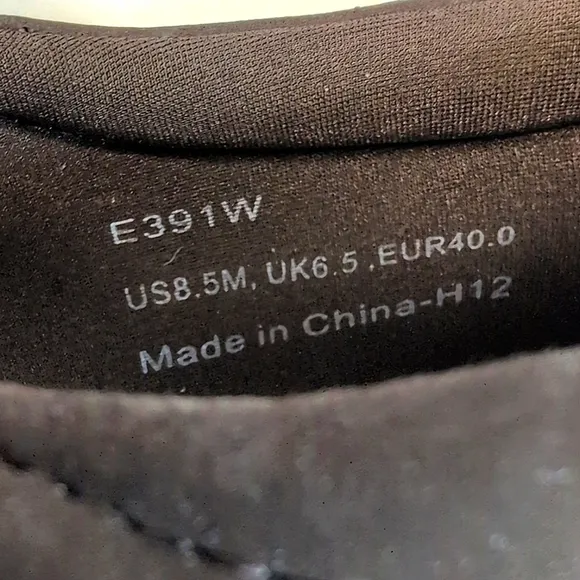 E391W
US8.5M, UK6.5 ,EUR40.0
Made in China-H12